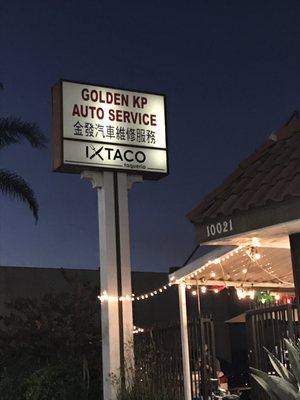 GOLDEN KP
AUTO SERVICE
金發汽車維修服務
IXTACO
taqueria
10021